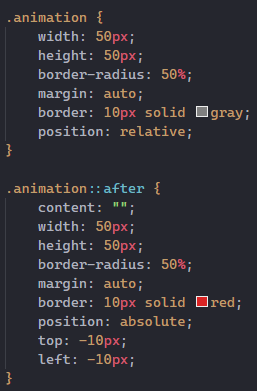 .animation {
    width: 50px;
    height: 50px;
    border-radius: 50%;
    margin: auto;
    border: 10px solid gray;
    position: relative;
}

.animation::after {
    content: "";
    width: 50px;
    height: 50px;
    border-radius: 50%;
    margin: auto;
    border: 10px solid red;
    position: absolute;
    top: -10px;
    left: -10px;
}